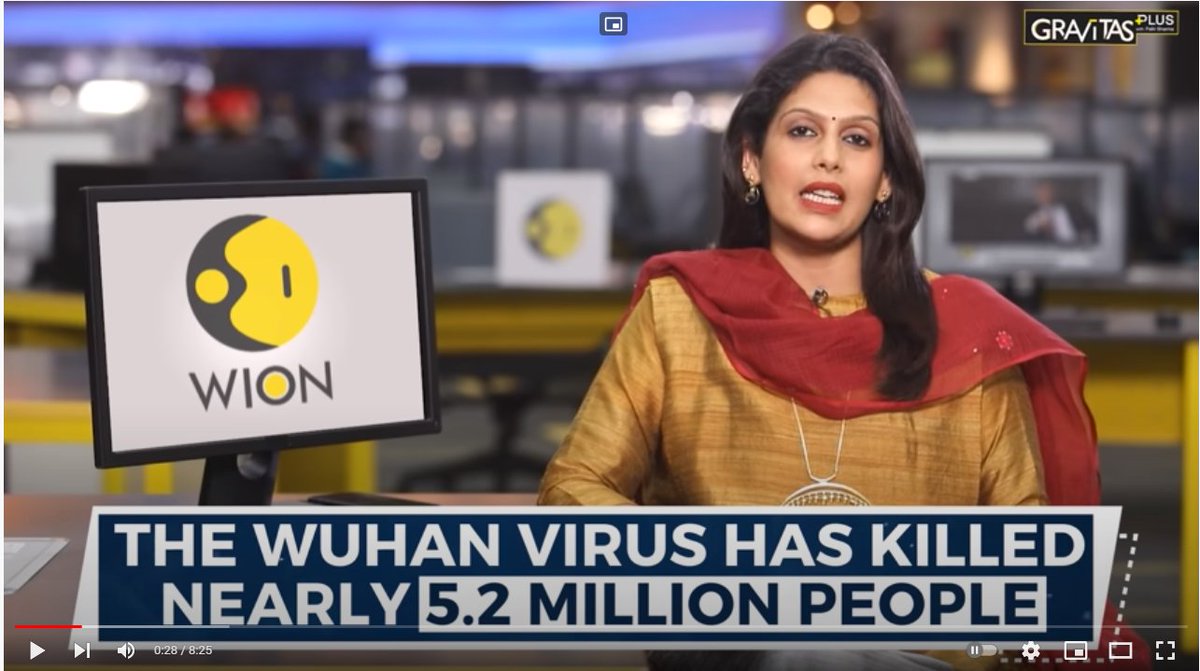 GRAVITAS PLUS
WION
THE WUHAN VIRUS HAS KILLED
NEARLY 5.2 MILLION PEOPLE
0:28 / 8:25